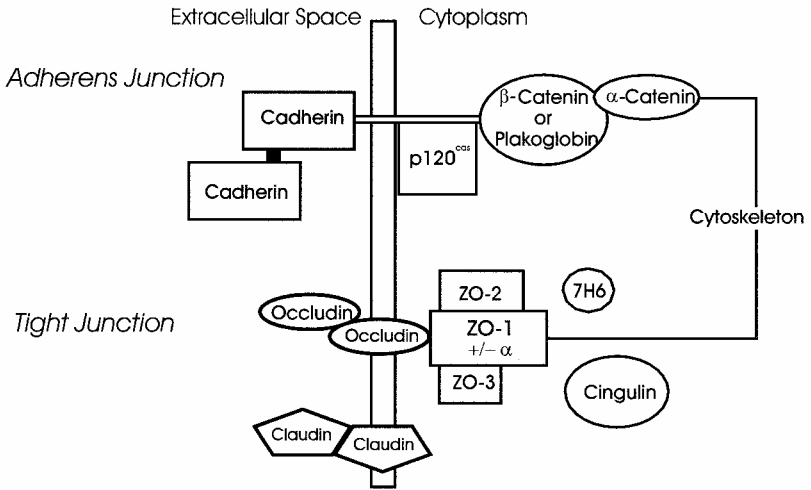 Extracellular Space
Cytoplasm
Adherens Junction
Cadherin
Cadherin
p120cas
β-Catenin
or
Plakoglobin
α-Catenin
Cytoskeleton
Tight Junction
Occludin
Occludin
ZO-2
ZO-1
+/- α
ZO-3
7H6
Cingulin
Claudin
Claudin